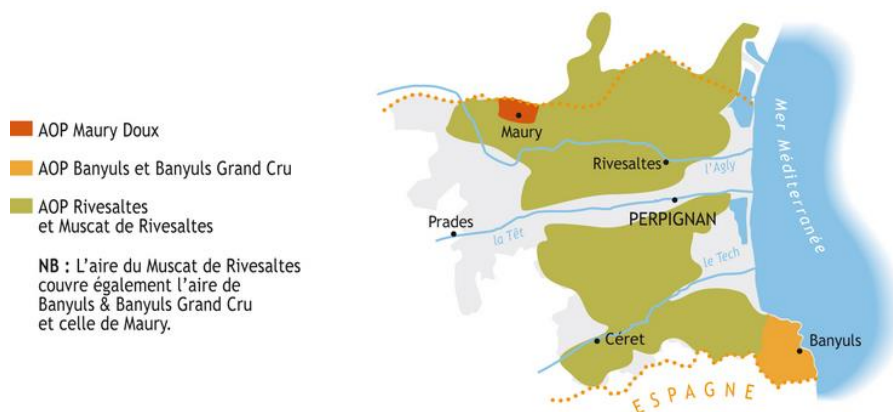 AOP Maury Doux
AOP Banyuls et Banyuls Grand Cru
AOP Rivesaltes
et Muscat de Rivesaltes
NB : L'aire du Muscat de Rivesaltes
couvre également l'aire de
Banyuls & Banyuls Grand Cru
et celle de Maury.
Maury
Rivesaltes
l'Agly
Mer Méditerranée
Prades
la Têt
PERPIGNAN
le Tech
Céret
Banyuls
ESPAGNE